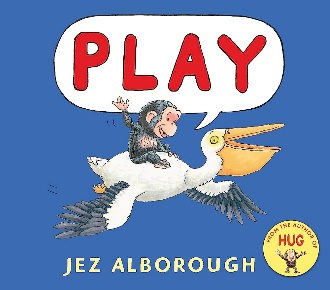 PLAY
FROM THE AUTHOR OF
HUG
JEZ ALBOROUGH